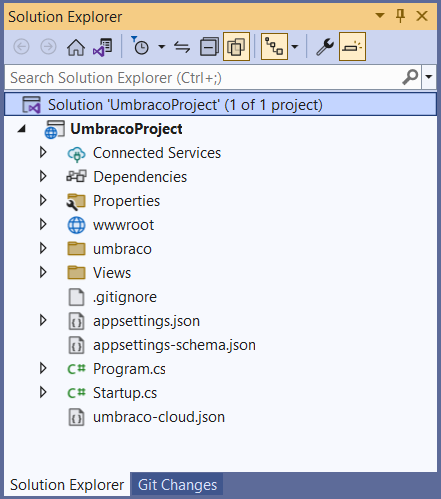 Solution Explorer
Search Solution Explorer (Ctrl+;)
Solution 'UmbracoProject' (1 of 1 project)
UmbracoProject
Connected Services
Dependencies
Properties
wwwroot
umbraco
Views
.gitignore
appsettings.json
appsettings-schema.json
C# Program.cs
C# Startup.cs
umbraco-cloud.json
Solution Explorer Git Changes